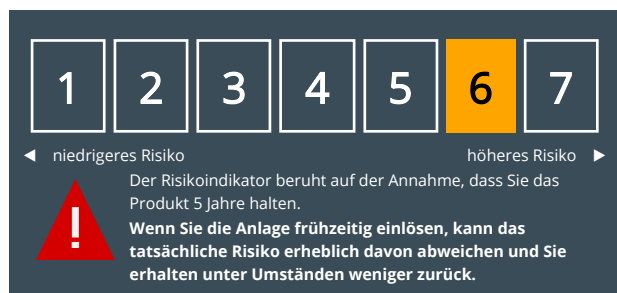 1 2 3 4 5 6 7
◀ niedrigeres Risiko höheres Risiko ▶
Der Risikoindikator beruht auf der Annahme, dass Sie das
Produkt 5 Jahre halten.
!
Wenn Sie die Anlage frühzeitig einlösen, kann das
tatsächliche Risiko erheblich davon abweichen und Sie
erhalten unter Umständen weniger zurück.